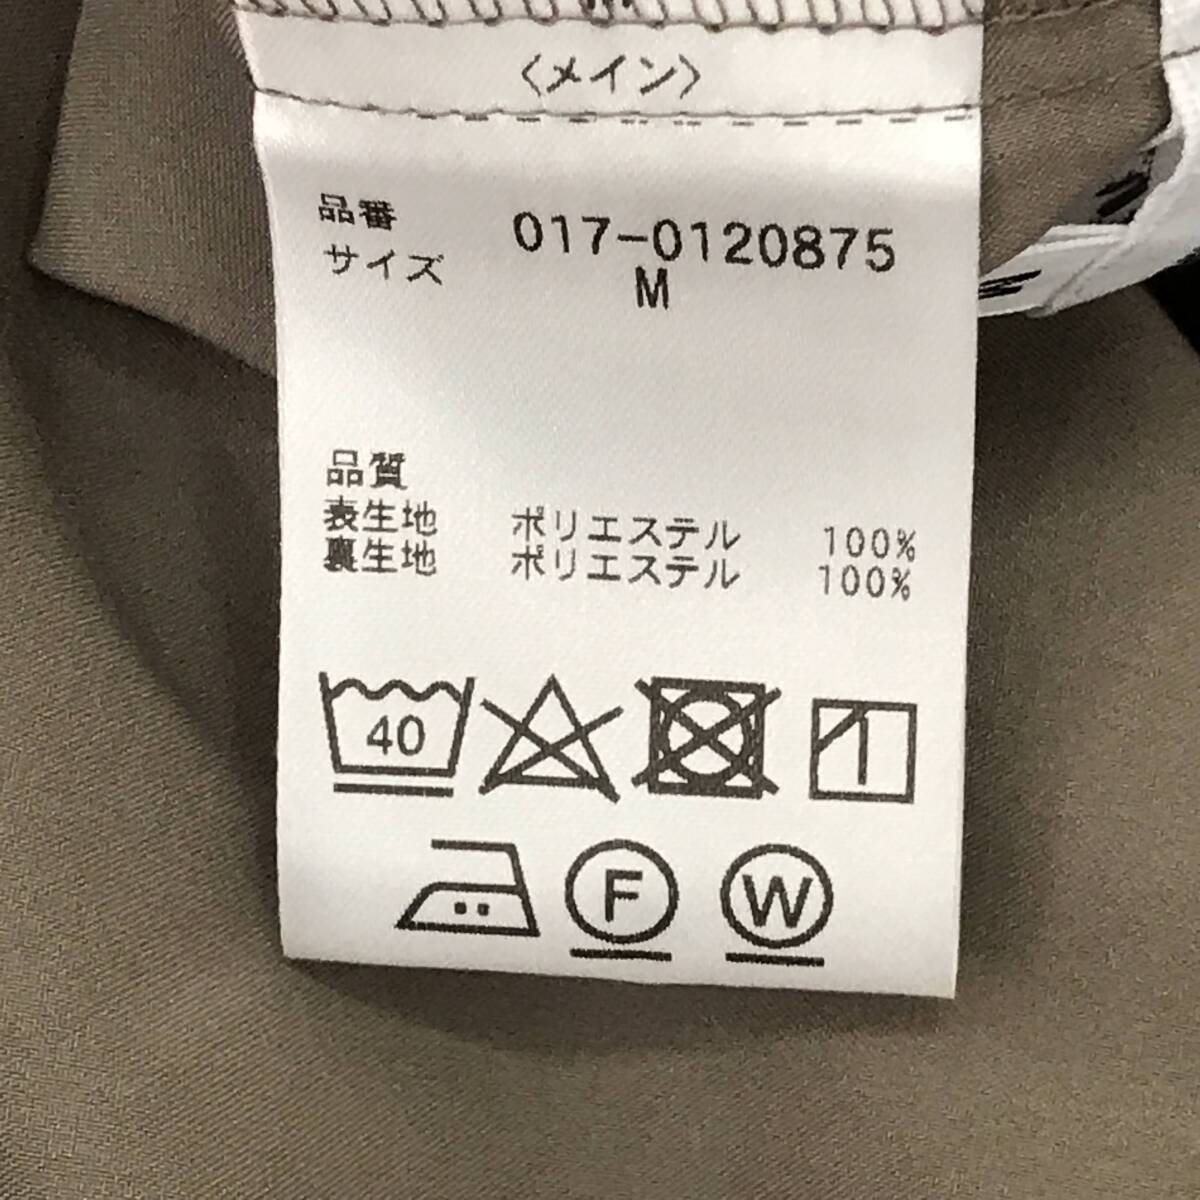 〈メイン〉
品番 017-0120875
サイズ M
品質
表生地 ポリエステル 100%
裏生地 ポリエステル 100%
40
F W